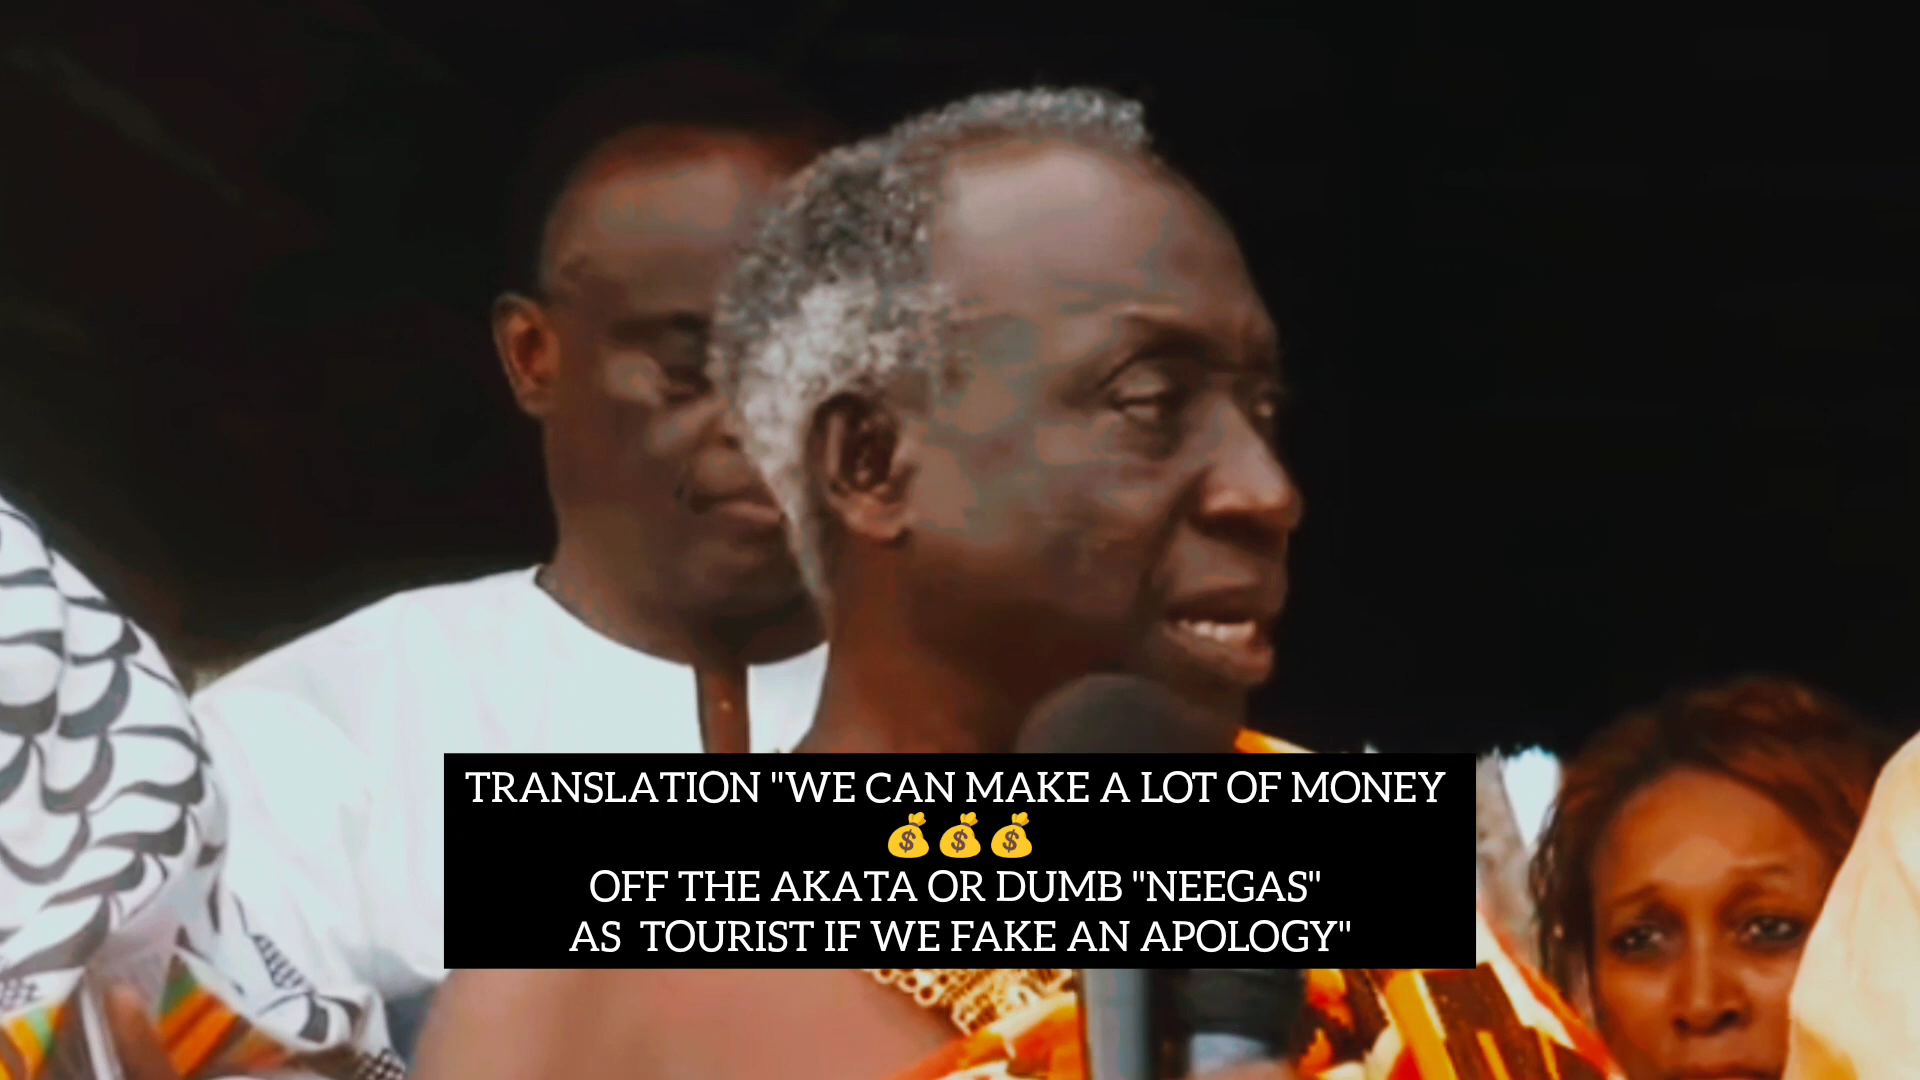 TRANSLATION "WE CAN MAKE A LOT OF MONEY
💰💰💰
OFF THE AKATA OR DUMB "NEEGAS"
AS TOURIST IF WE FAKE AN APOLOGY"